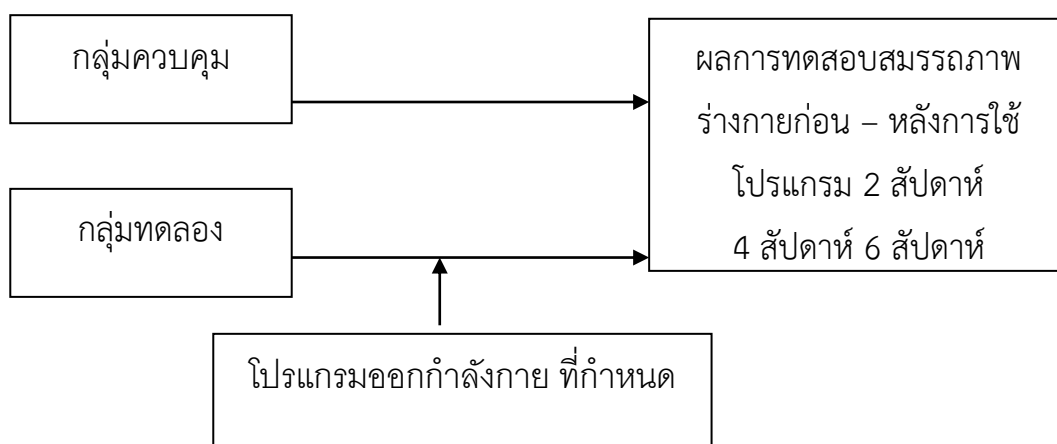 กลุ่มควบคุม
ผลการทดสอบสมรรถภาพ
ร่างกายก่อน – หลังการใช้
โปรแกรม 2 สัปดาห์
4 สัปดาห์ 6 สัปดาห์
กลุ่มทดลอง
โปรแกรมออกกำลังกาย ที่กำหนด